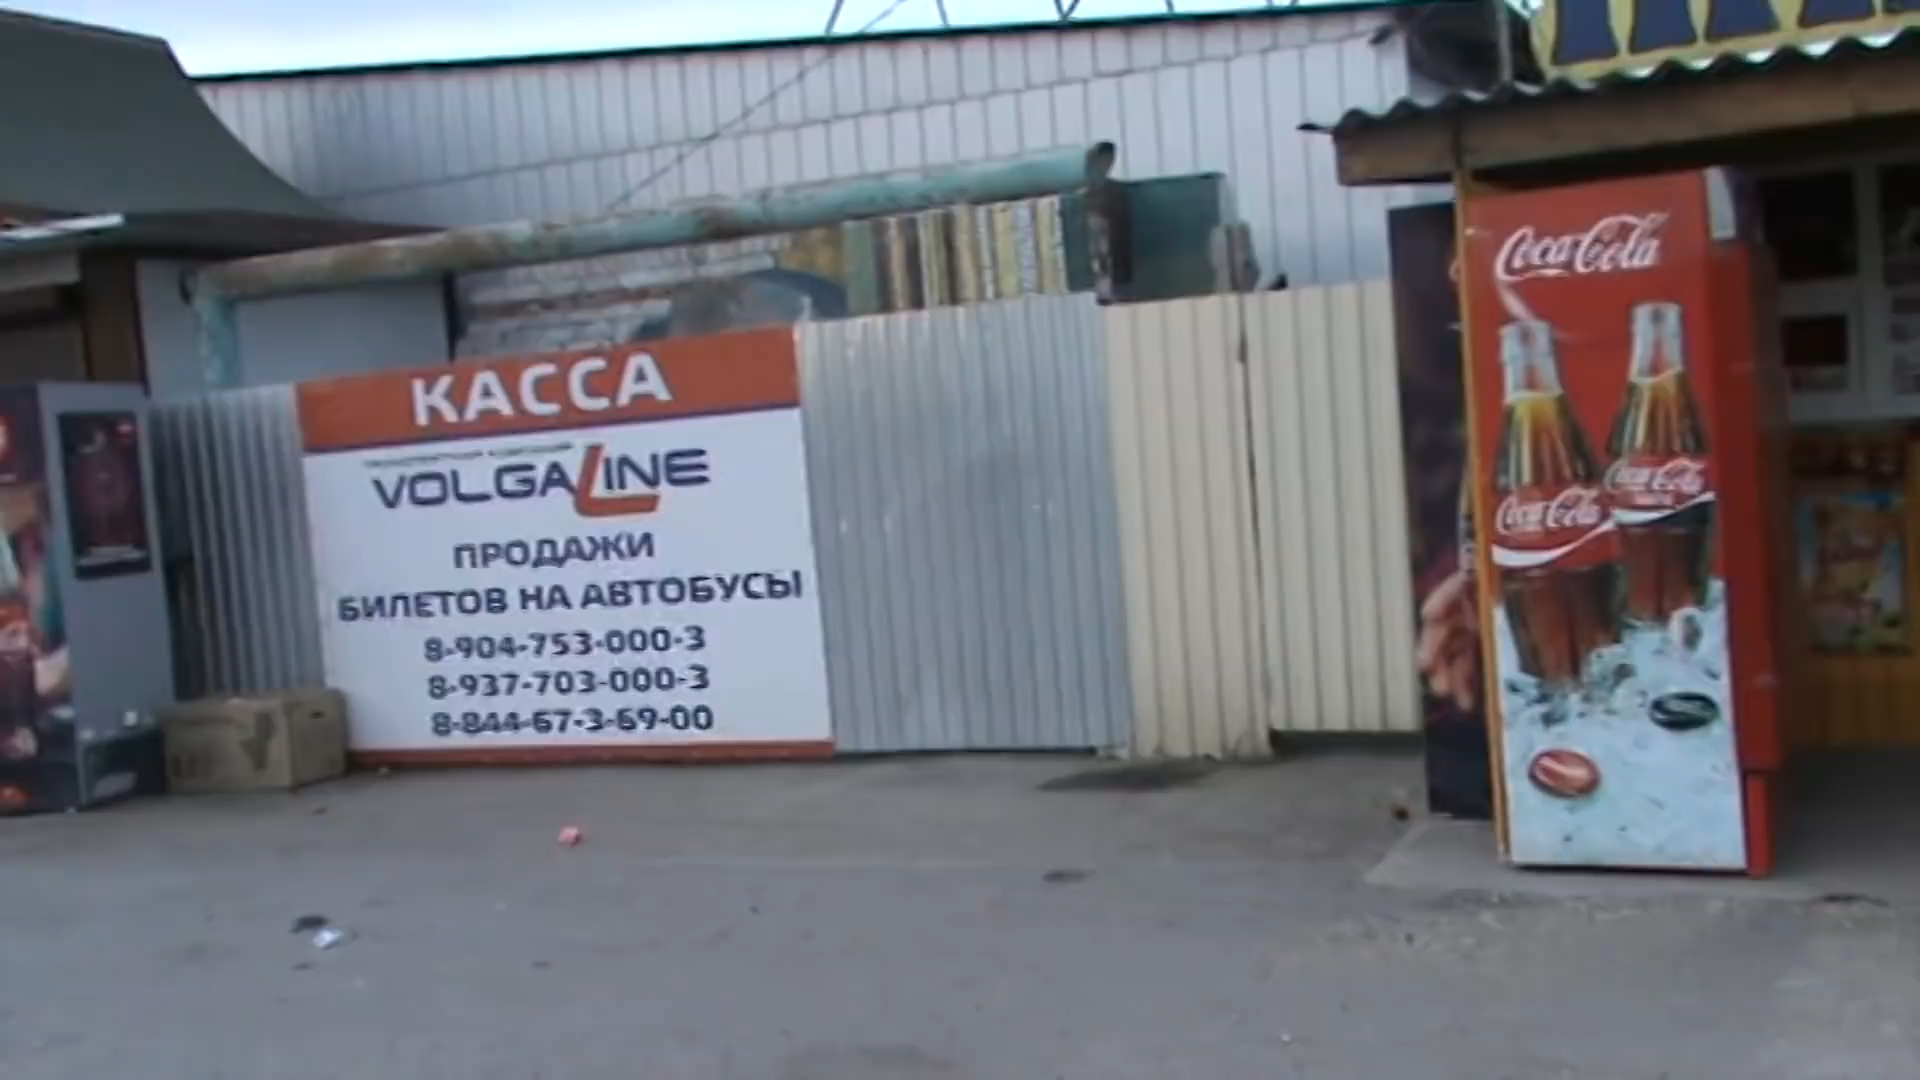 КАССА
VOLGALINE
ПРОДАЖИ
БИЛЕТОВ НА АВТОБУСЫ
8-904-753-000-3
8-937-703-000-3
8-844-67-3-69-00
Coca-Cola
Coca-Cola
Coca-Cola